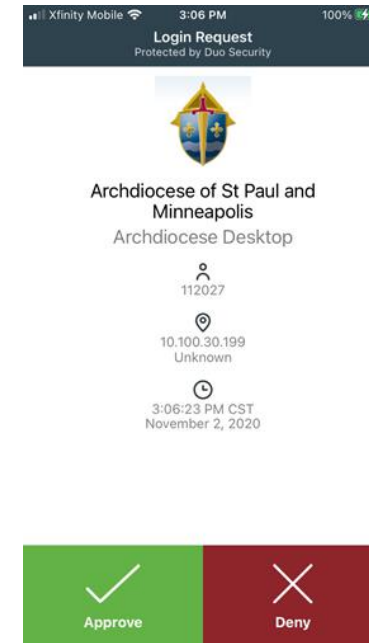 Xfinity Mobile 3:06 PM 100%
Login Request
Protected by Duo Security
Archdiocese of St Paul and
Minneapolis
Archdiocese Desktop
112027
10.100.30.199
Unknown
3:06:23 PM CST
November 2, 2020
Approve Deny